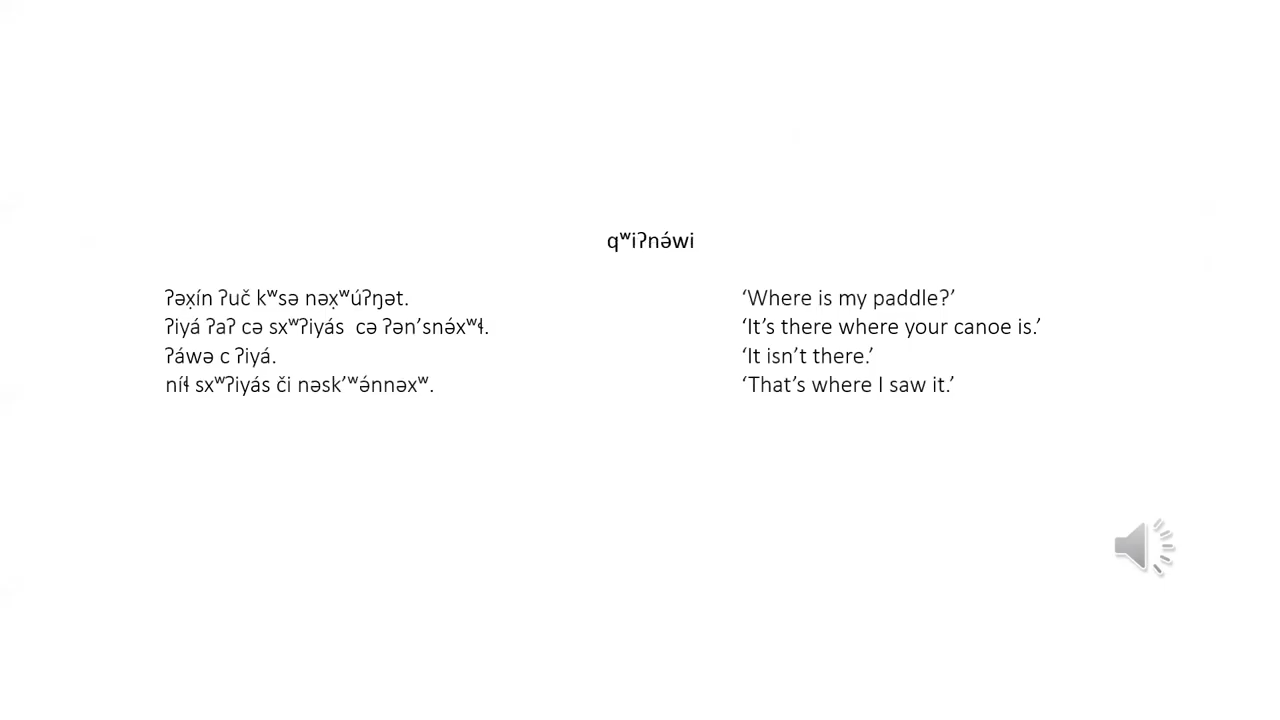 qʷiʔnə́wi
ʔəx̣ín ʔuč kʷsə nəx̣ʷúʔŋət.
‘Where is my paddle?’
ʔiyá ʔaʔ cə sxʷʔiyás cə ʔən’snə́xʷɬ.
‘It’s there where your canoe is.’
ʔáwə c ʔiyá.
‘It isn’t there.’
níɬ sxʷʔiyás či nəsk’ʷə́nnəxʷ.
‘That’s where I saw it.’